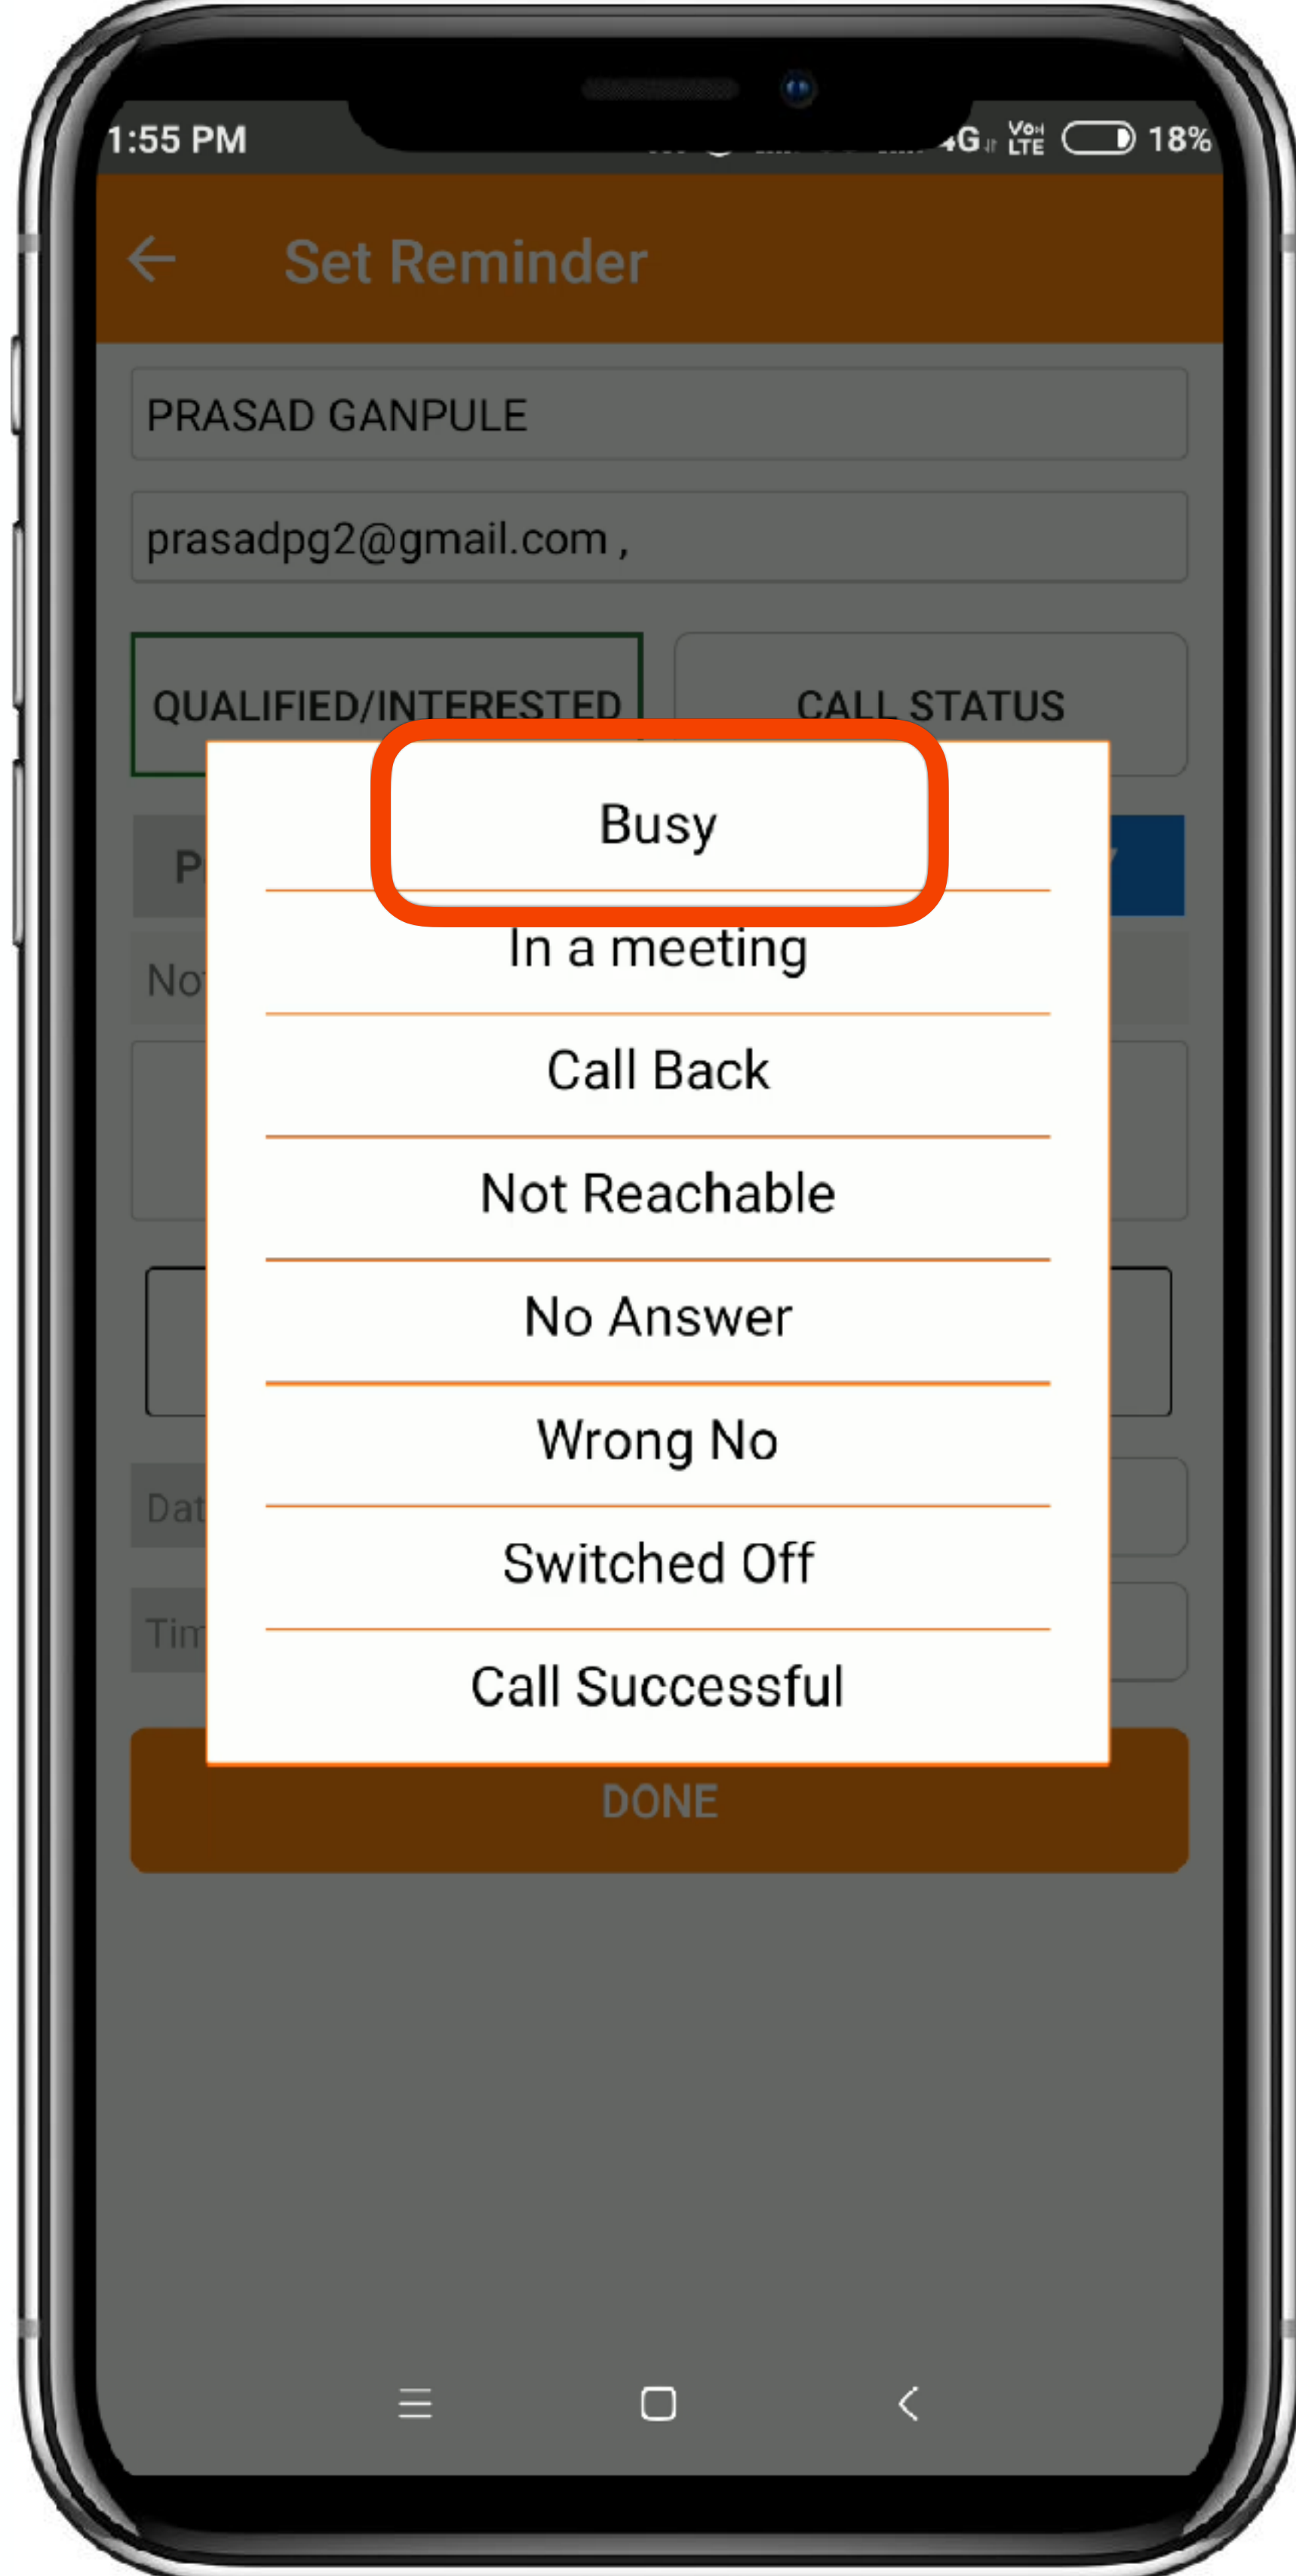 1:55 PM 4G VoLTE 18%
Set Reminder
PRASAD GANPULE
prasadpg2@gmail.com ,
QUALIFIED/INTERESTED CALL STATUS
Busy
In a meeting
Call Back
Not Reachable
No Answer
Wrong No
Switched Off
Call Successful
DONE